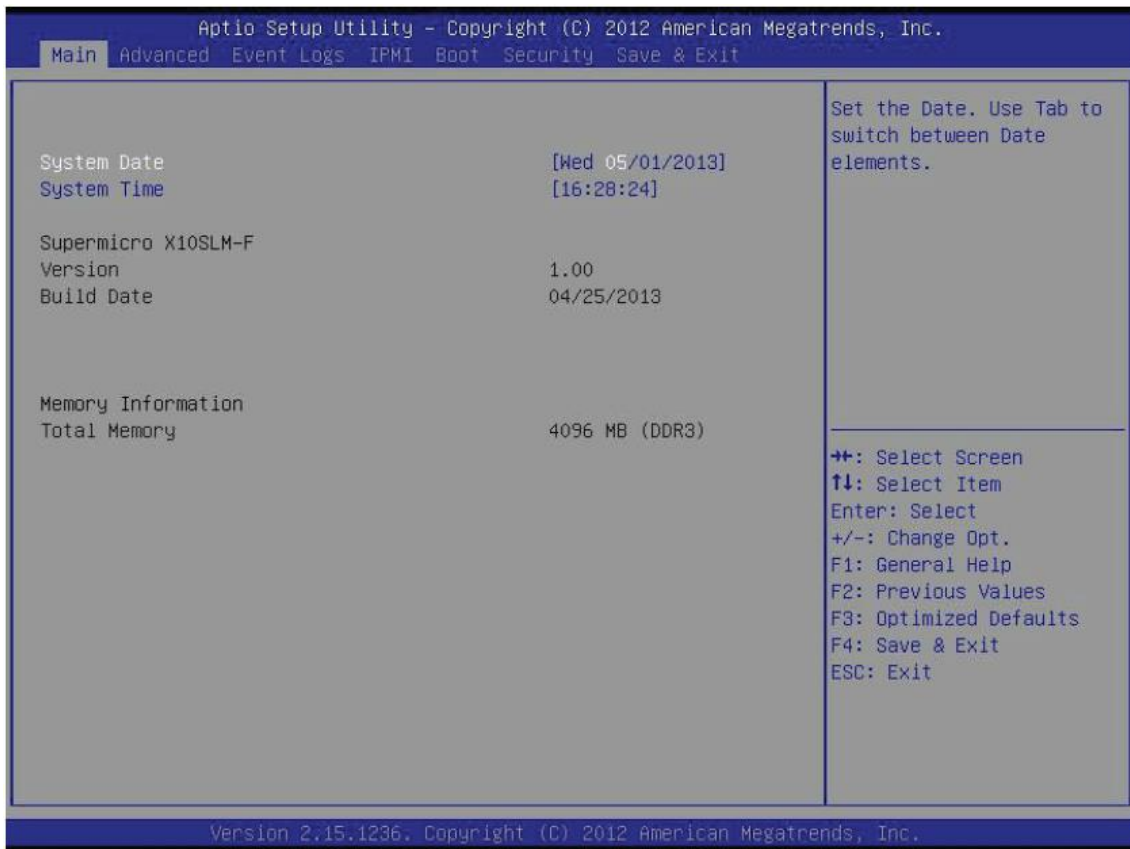 Aptio Setup Utility - Copyright (C) 2012 American Megatrends, Inc.
Main Advanced Event Logs IPMI Boot Security Save & Exit
System Date [Wed 05/01/2013]
System Time [16:28:24]
Supermicro X10SLM-F
Version 1.00
Build Date 04/25/2013
Memory Information
Total Memory 4096 MB (DDR3)
Set the Date. Use Tab to
switch between Date
elements.
→←: Select Screen
↑↓: Select Item
Enter: Select
+/-: Change Opt.
F1: General Help
F2: Previous Values
F3: Optimized Defaults
F4: Save & Exit
ESC: Exit
Version 2.15.1236. Copyright (C) 2012 American Megatrends, Inc.